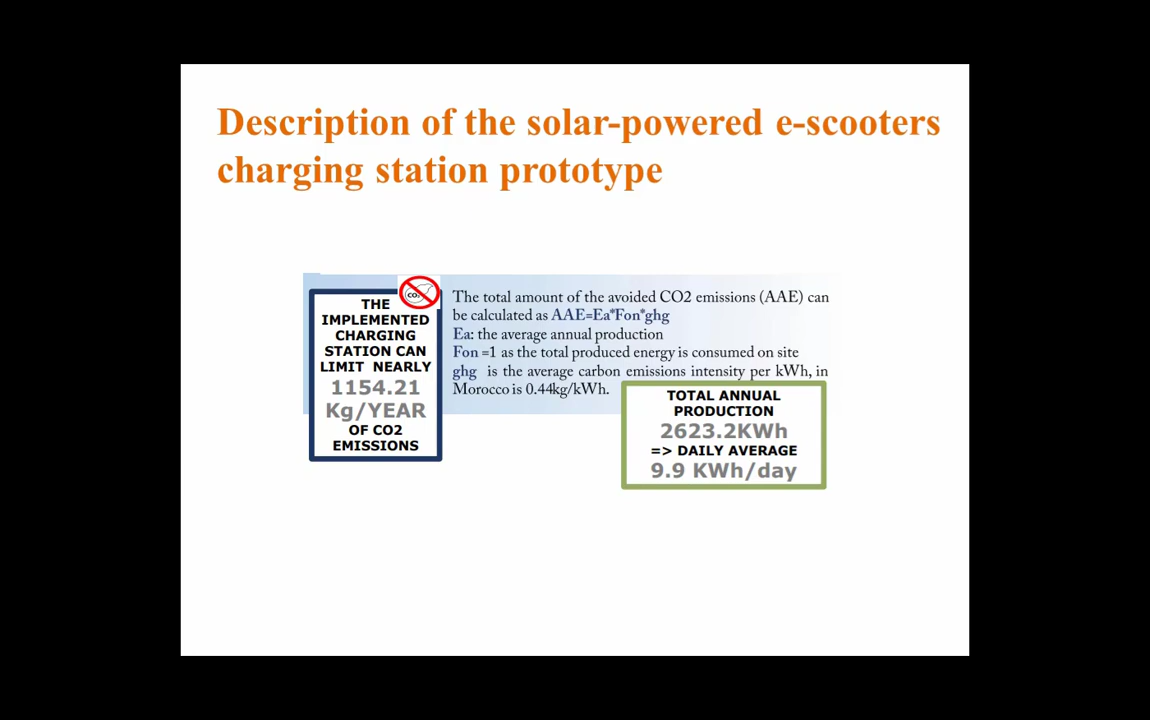 Description of the solar-powered e-scooters
charging station prototype
CO₂
THE
IMPLEMENTED
CHARGING
STATION CAN
LIMIT NEARLY
1154.21
Kg/YEAR
OF CO2
EMISSIONS
The total amount of the avoided CO2 emissions (AAE) can
be calculated as AAE=Ea*Fon*ghg
Ea: the average annual production
Fon =1 as the total produced energy is consumed on site
ghg is the average carbon emissions intensity per kWh, in
Morocco is 0.44kg/kWh.
TOTAL ANNUAL
PRODUCTION
2623.2KWh
=> DAILY AVERAGE
9.9 KWh/day